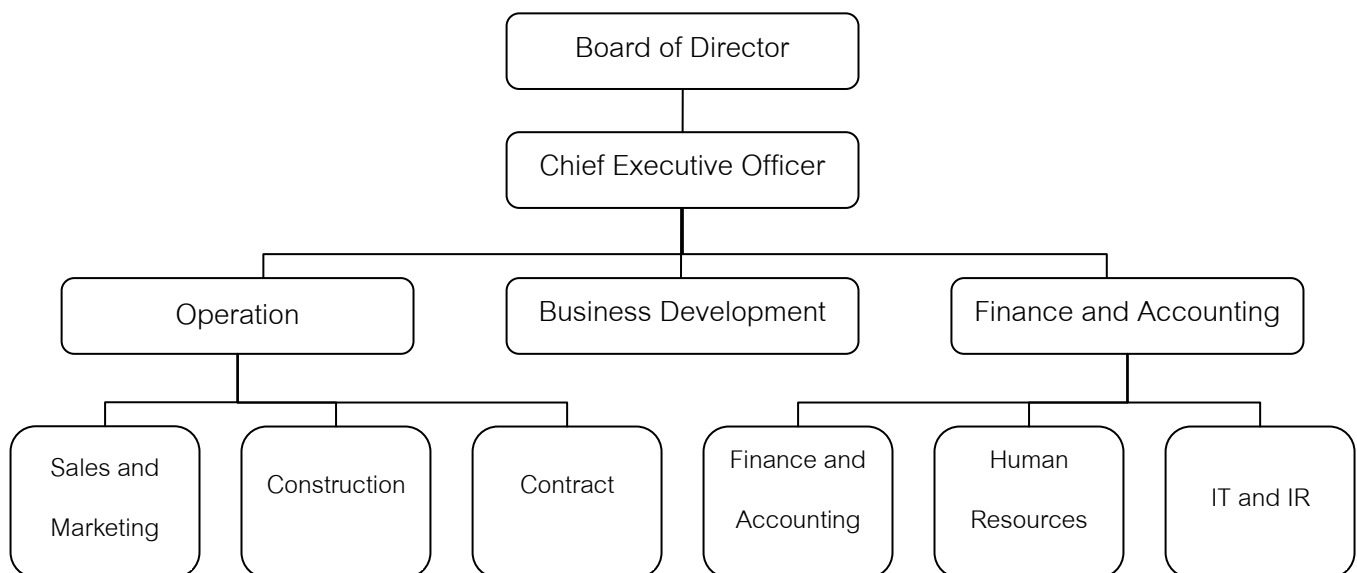 Board of Director
Chief Executive Officer
Operation
Business Development
Finance and Accounting
Sales and
Marketing
Construction
Contract
Finance and
Accounting
Human
Resources
IT and IR